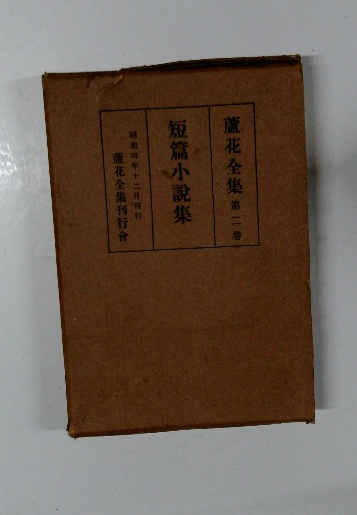 蘆花全集第二卷
短篇小說集
昭和四年十二月刊行
蘆花全集刊行會